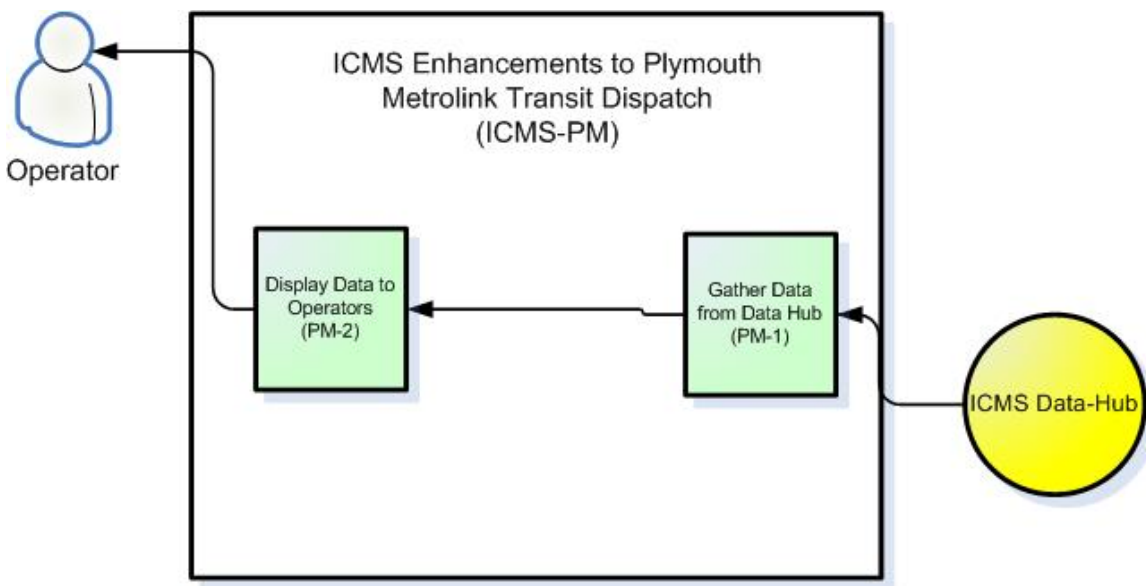 ICMS Enhancements to Plymouth
Metrolink Transit Dispatch
(ICMS-PM)
Operator
Display Data to
Operators
(PM-2)
Gather Data
from Data Hub
(PM-1)
ICMS Data-Hub